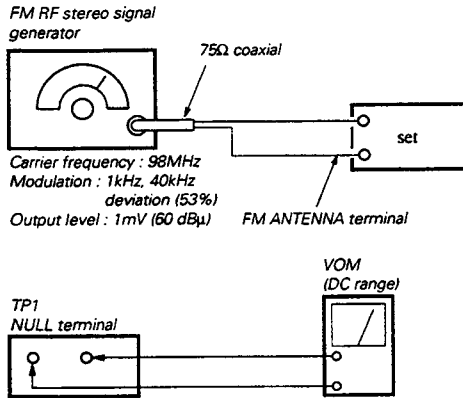 FM RF stereo signal
generator
75Ω coaxial
set
Carrier frequency : 98MHz
Modulation : 1kHz, 40kHz
deviation (53%)
Output level : 1mV (60 dBμ)
FM ANTENNA terminal
VOM
(DC range)
TP1
NULL terminal